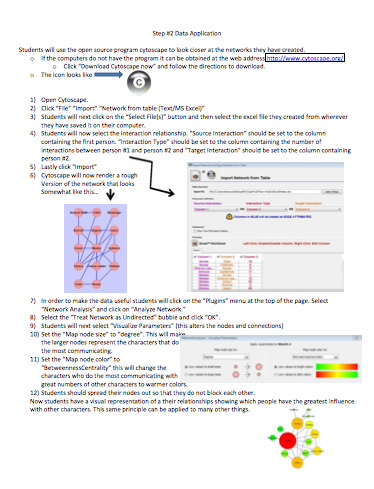 Step #2 Data Application
Students will use the open source program cytoscape to look closer at the networks they have created.
o If the computers do not have the program it can be obtained at the web address http://www.cytoscape.org/
o Click "Download Cytoscape now" and follow the directions to download.
o The icon looks like
1) Open Cytoscape.
2) Click "File" "Import" "Network from table (Text/MS Excel)"
3) Students will next click on the "Select File(s)" button and then select the excel file they created from wherever
they have saved it on their computer.
4) Students will now select the interaction relationship. "Source Interaction" should be set to the column
containing the first person. "Interaction Type" should be set to the column containing the number of
interactions between person #1 and person #2 and "Target Interaction" should be set to the column containing
person #2.
5) Lastly click "Import"
6) Cytoscape will now render a rough
Version of the network that looks
Somewhat like this...
Import Network from Table
7) In order to make the data useful students will click on the "Plugins" menu at the top of the page. Select
"Network Analysis" and click on "Analyze Network."
8) Select the "Treat Network as Undirected" bubble and click "OK".
9) Students will next select "Visualize Parameters" (this alters the nodes and connections)
10) Set the "Map node size" to "degree". This will make
the larger nodes represent the characters that do
the most communicating.
11) Set the "Map node color" to
"BetweennessCentrality" this will change the
characters who do the most communicating with
great numbers of other characters to warmer colors.
12) Students should spread their nodes out so that they do not block each other.
Now students have a visual representation of a their relationships showing which people have the greatest influence
with other characters. This same principle can be applied to many other things.